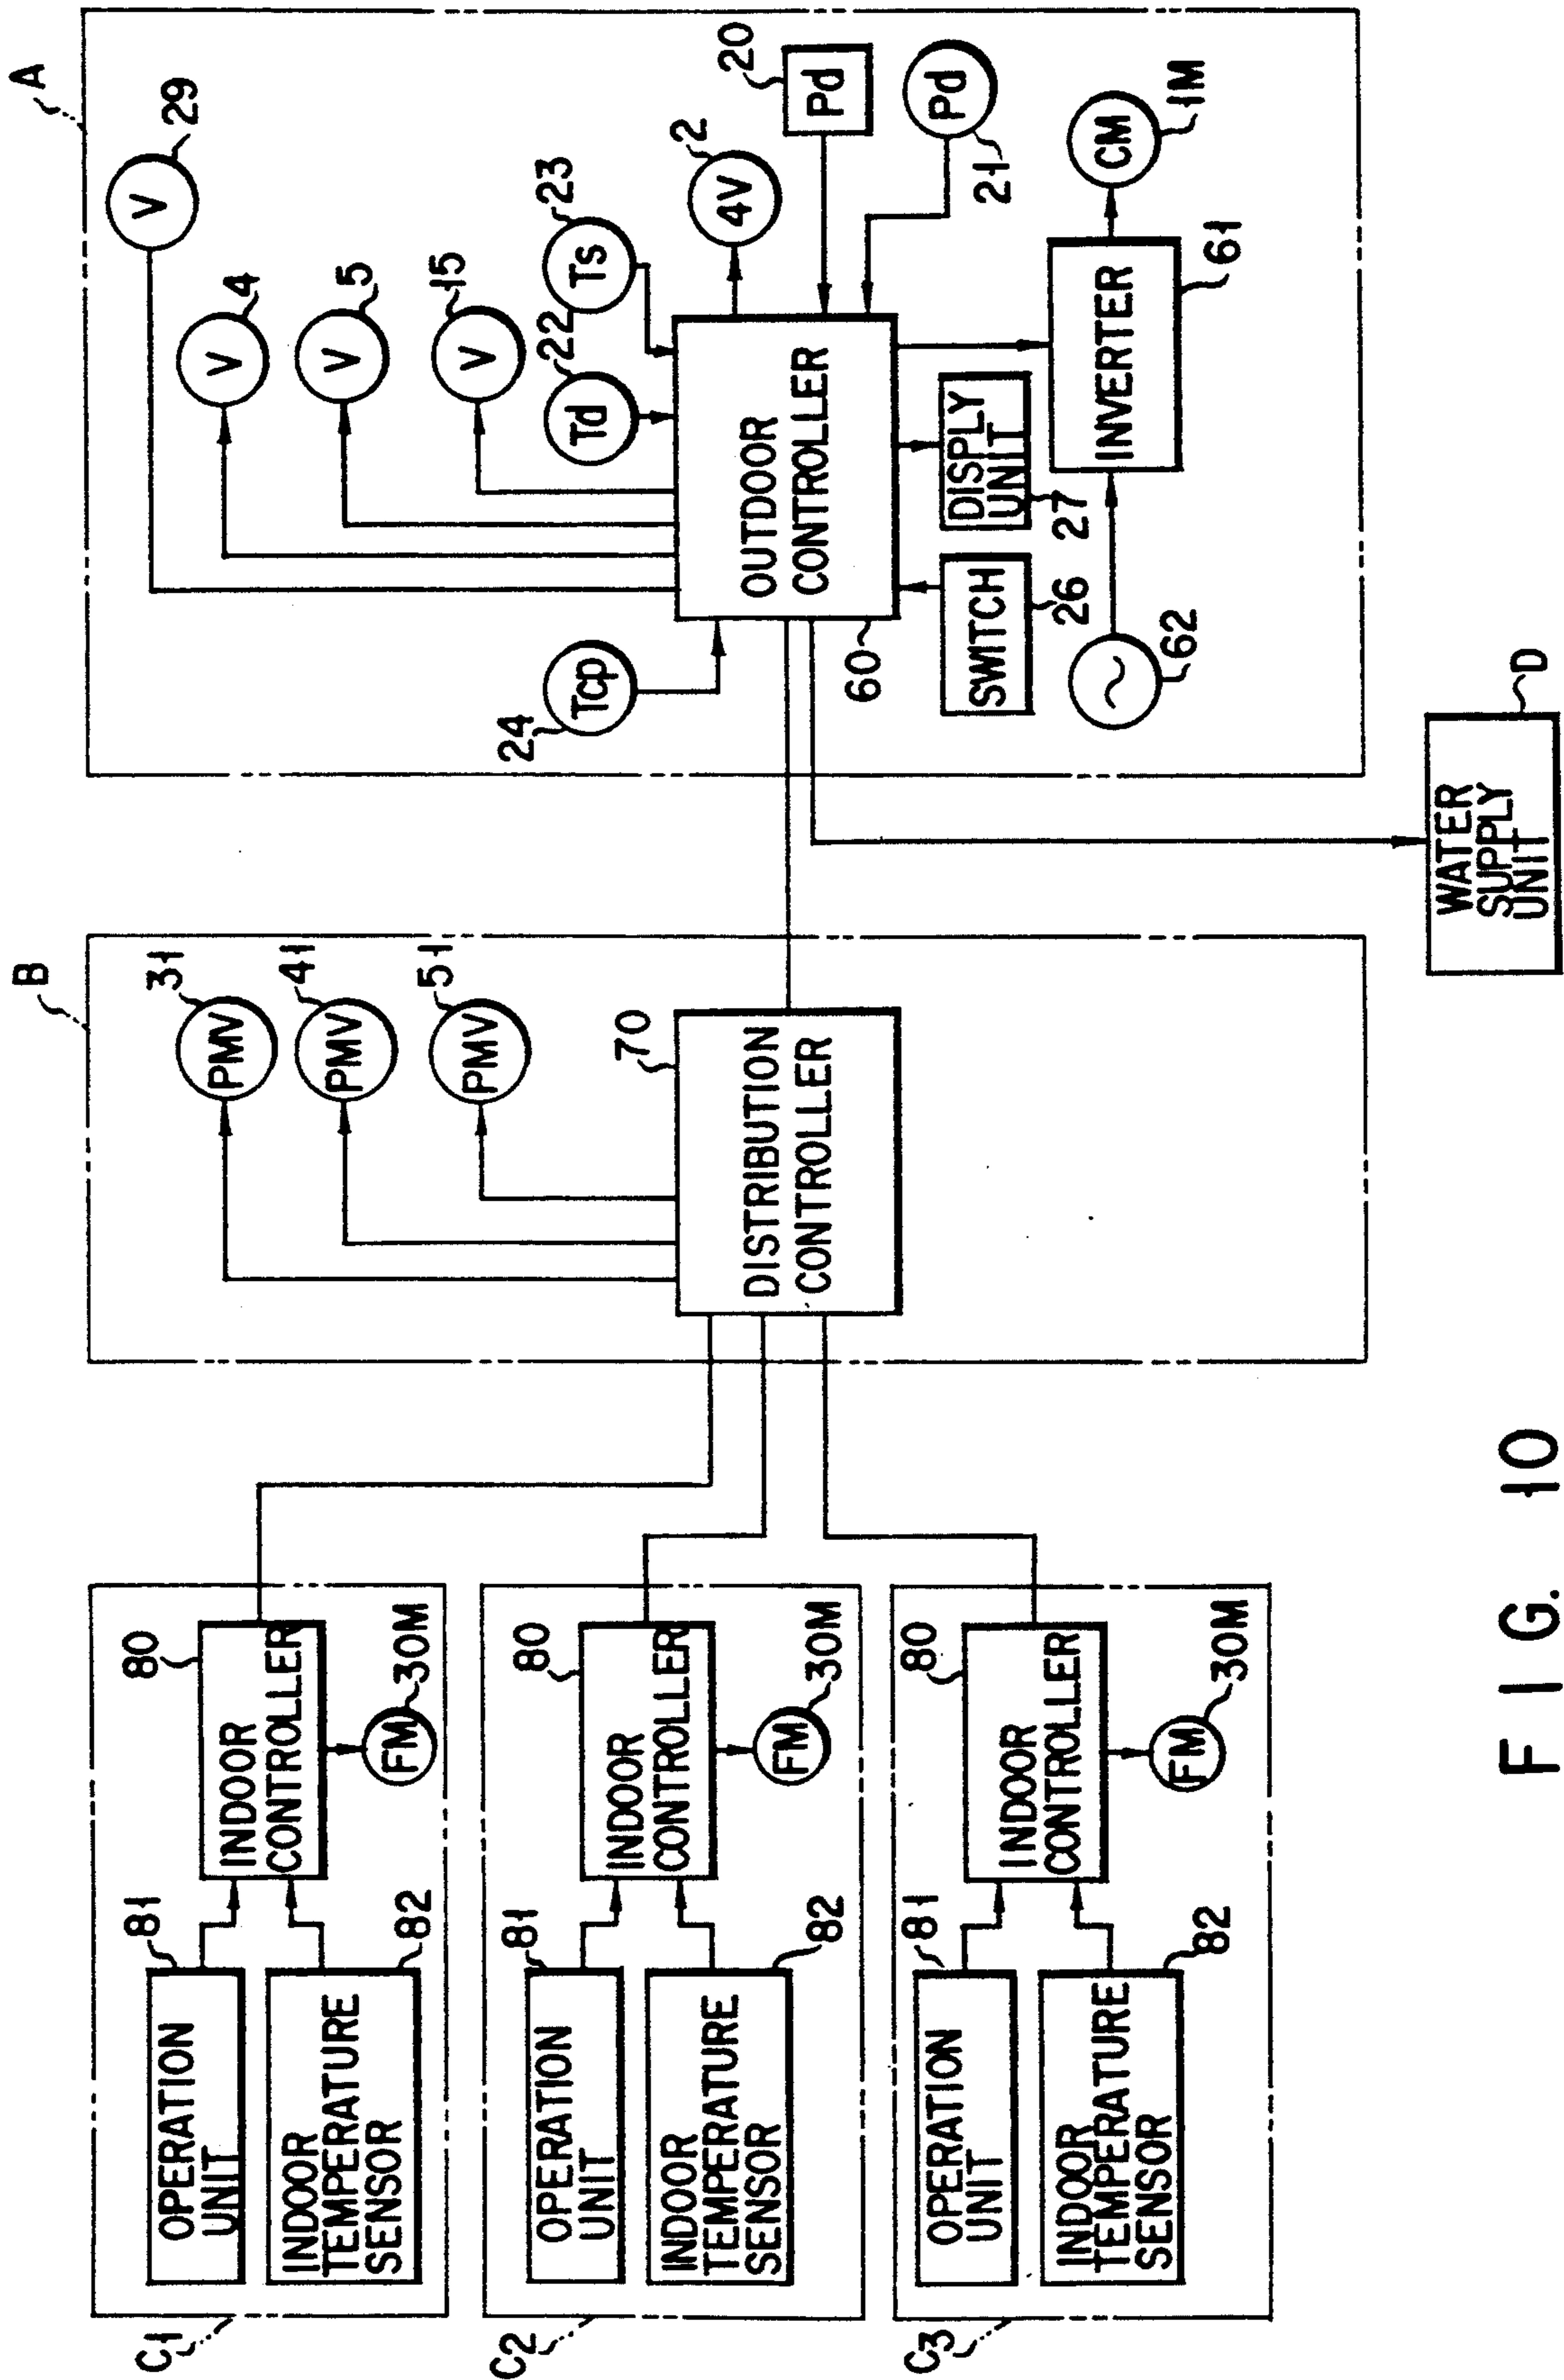 A
V
29
V
4
V
5
V
15
Td
22
Ts
23
4V
2
Pd
20
Pd
21
Tcp
24
OUTDOOR
CONTROLLER
60
SWITCH
26
DISPLY
UNIT
27
INVERTER
61
CM
1M
~
62
WATER
SUPPLY
UNIT
D
B
PMV
31
PMV
41
PMV
51
DISTRIBUTION
CONTROLLER
70
C1
OPERATION
UNIT
81
INDOOR
TEMPERATURE
SENSOR
82
INDOOR
CONTROLLER
80
FM
30M
C2
OPERATION
UNIT
81
INDOOR
TEMPERATURE
SENSOR
82
INDOOR
CONTROLLER
80
FM
30M
C3
OPERATION
UNIT
81
INDOOR
TEMPERATURE
SENSOR
82
INDOOR
CONTROLLER
80
FM
30M
FIG. 10